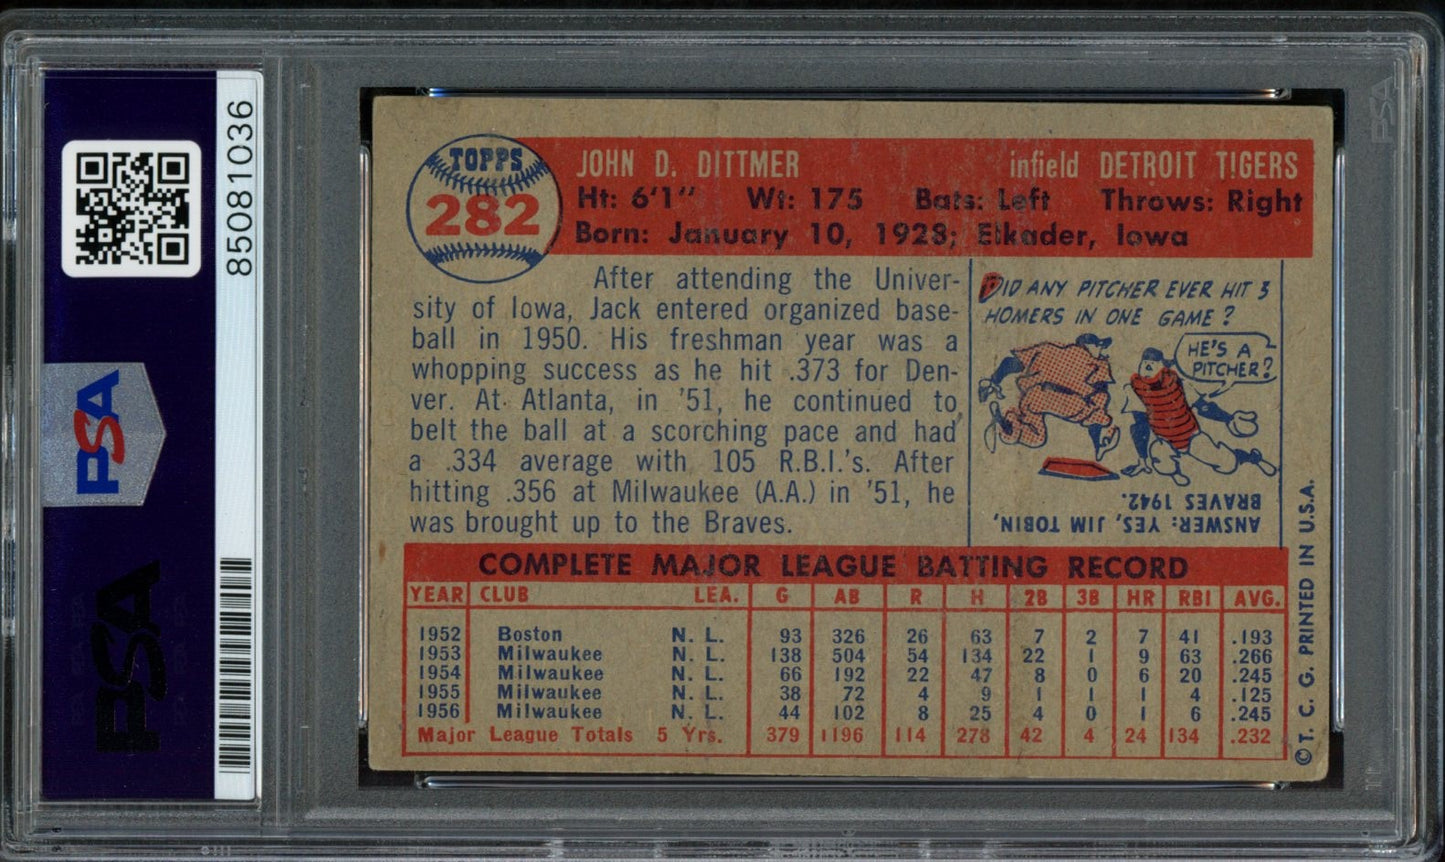 85081036
PSA
PSA
PSA
TOPPS
282
JOHN D. DITTMER infield DETROIT TIGERS
Ht: 6'1" Wt: 175 Bats: Left Throws: Right
Born: January 10, 1928; Elkader, Iowa
After attending the Univer-
sity of Iowa, Jack entered organized base-
ball in 1950. His freshman year was a
whopping success as he hit .373 for Den-
ver. At Atlanta, in '51, he continued to
belt the ball at a scorching pace and had
a .334 average with 105 R.B.I.'s. After
hitting .356 at Milwaukee (A.A.) in '51, he
was brought up to the Braves.
DID ANY PITCHER EVER HIT 3
HOMERS IN ONE GAME?
HE'S A
PITCHER?
ANSWER: YES, JIM TOBIN,
BRAVES 1942.
COMPLETE MAJOR LEAGUE BATTING RECORD
YEAR CLUB LEA. G AB R H 2B 3B HR RBI AVG.
1952 Boston N. L. 93 326 26 63 7 2 7 41 .193
1953 Milwaukee N. L. 138 504 54 134 22 1 9 63 .266
1954 Milwaukee N. L. 66 192 22 47 8 0 6 20 .245
1955 Milwaukee N. L. 38 72 4 9 1 1 1 4 .125
1956 Milwaukee N. L. 44 102 8 25 4 0 1 6 .245
Major League Totals 5 Yrs. 379 1196 114 278 42 4 24 134 .232
© T. C. G. PRINTED IN U.S.A.